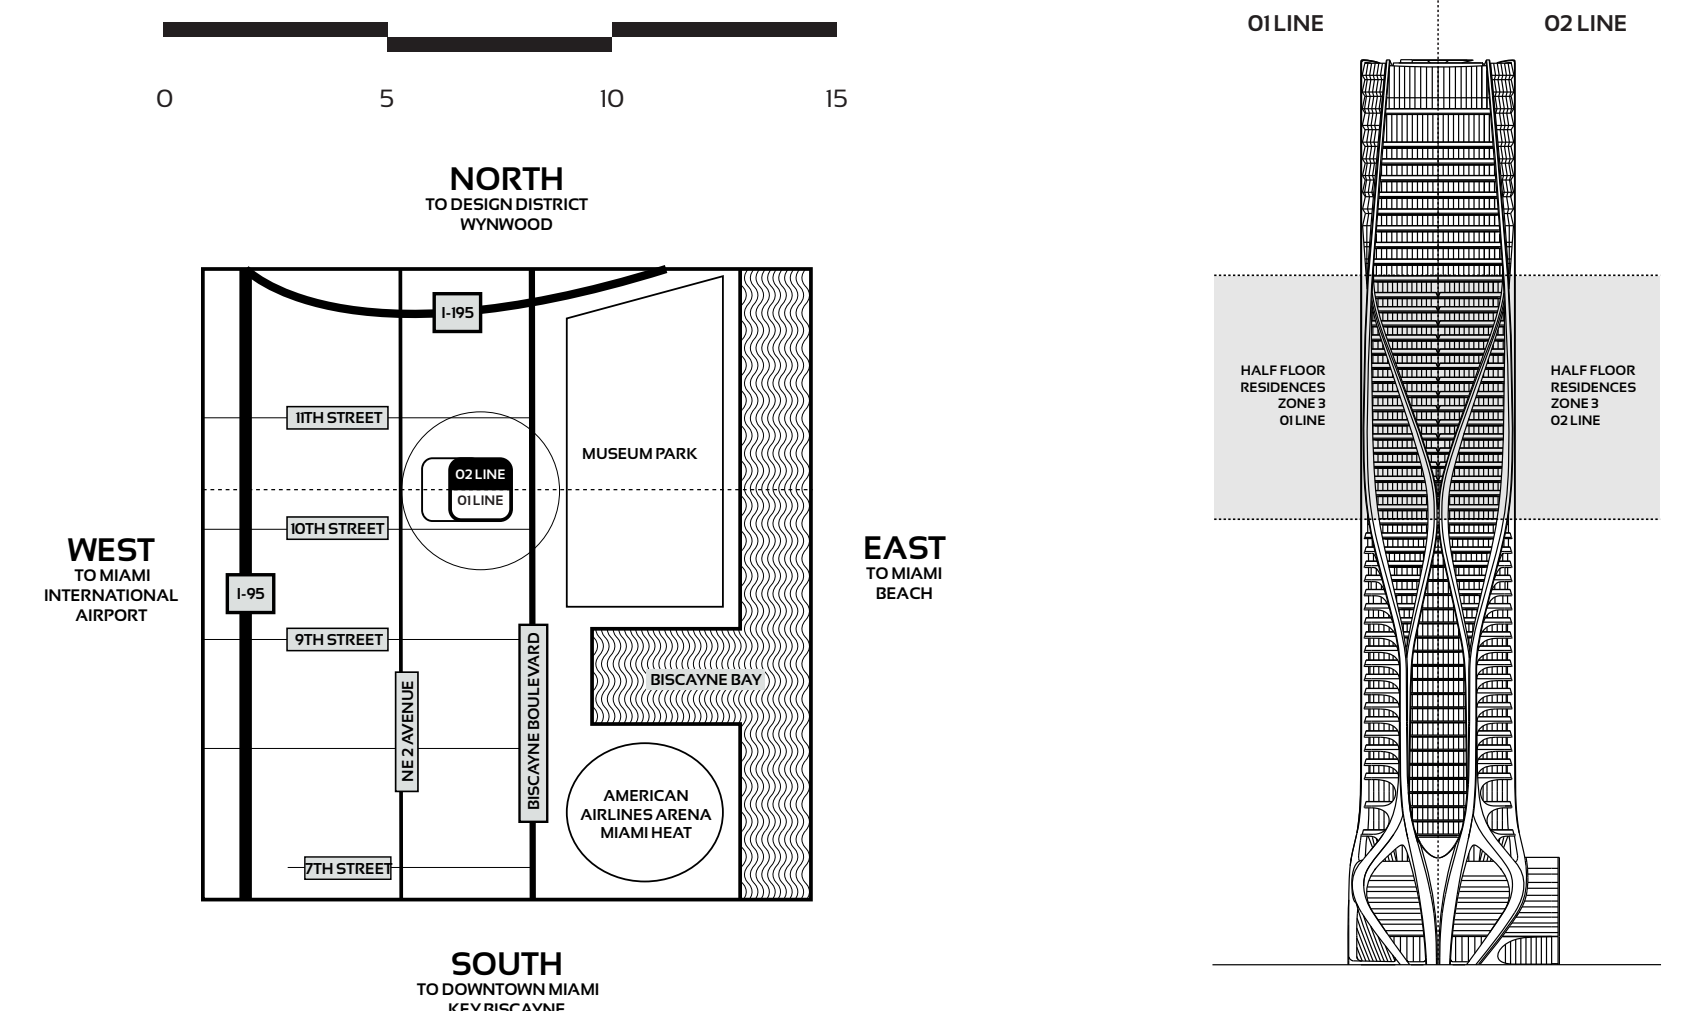 0 5 10 15
NORTH
TO DESIGN DISTRICT
WYNWOOD
I-195
11TH STREET
MUSEUM PARK
02 LINE
01 LINE
10TH STREET
WEST
TO MIAMI
INTERNATIONAL
AIRPORT
EAST
TO MIAMI
BEACH
I-95
9TH STREET
BISCAYNE BOULEVARD
BISCAYNE BAY
NE 2 AVENUE
AMERICAN
AIRLINES ARENA
MIAMI HEAT
7TH STREET
SOUTH
TO DOWNTOWN MIAMI
KEY BISCAYNE
01 LINE
02 LINE
HALF FLOOR
RESIDENCES
ZONE 3
01 LINE
HALF FLOOR
RESIDENCES
ZONE 3
02 LINE